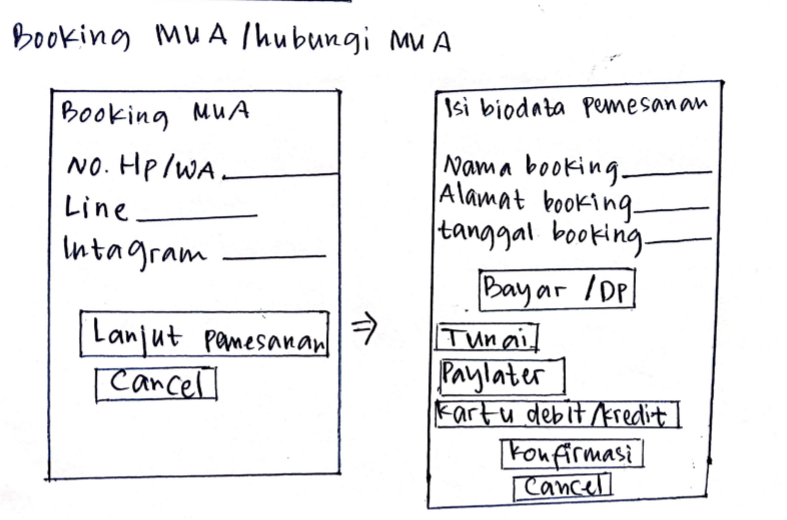 Booking MUA/hubungi MUA
Booking MUA
No. Hp/WA.
Line
Intagram
Lanjut pemesanan
Cancel
Isi biodata pemesanan
Nama booking
Alamat booking
tanggal booking
Bayar /DP
Tunai
Paylater
Kartu debit/kredit
Konfirmasi
Cancel